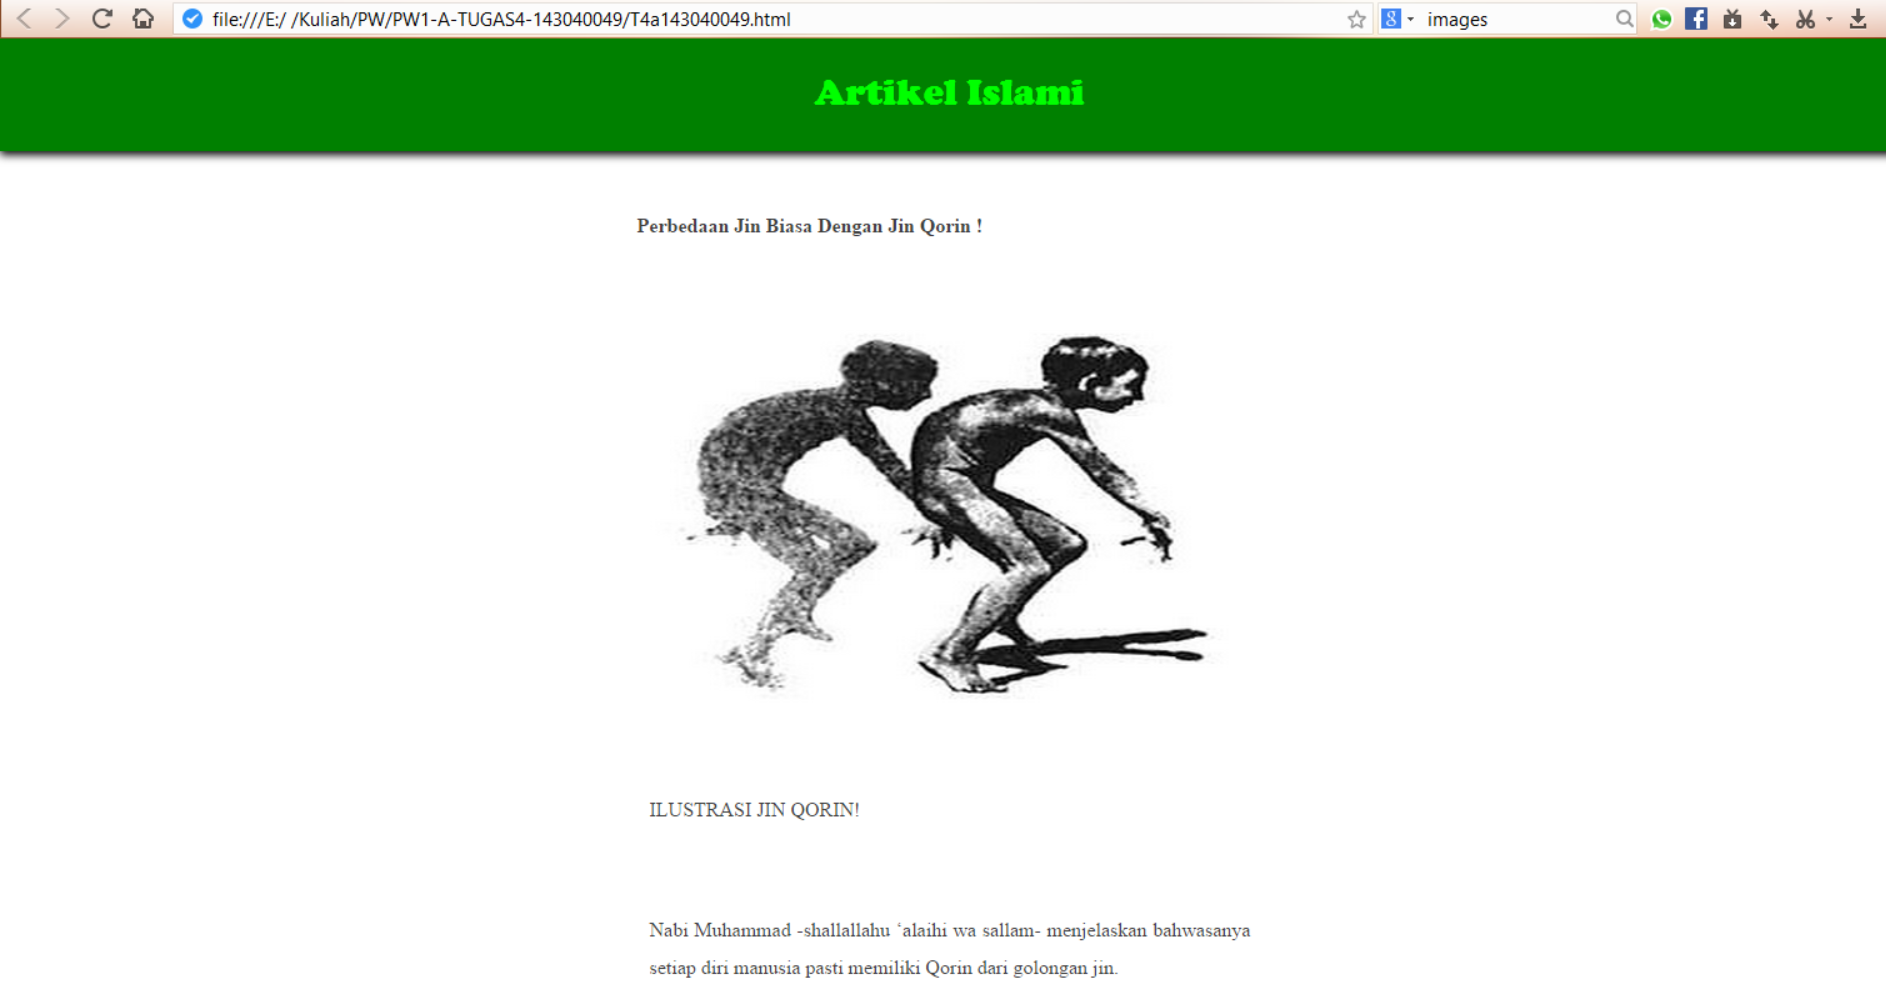 file:///E:/ /Kuliah/PW/PW1-A-TUGAS4-143040049/T4a143040049.html
images
Artikel Islami
Perbedaan Jin Biasa Dengan Jin Qorin !
ILUSTRASI JIN QORIN!
Nabi Muhammad -shallallahu ‘alaihi wa sallam- menjelaskan bahwasanya
setiap diri manusia pasti memiliki Qorin dari golongan jin.